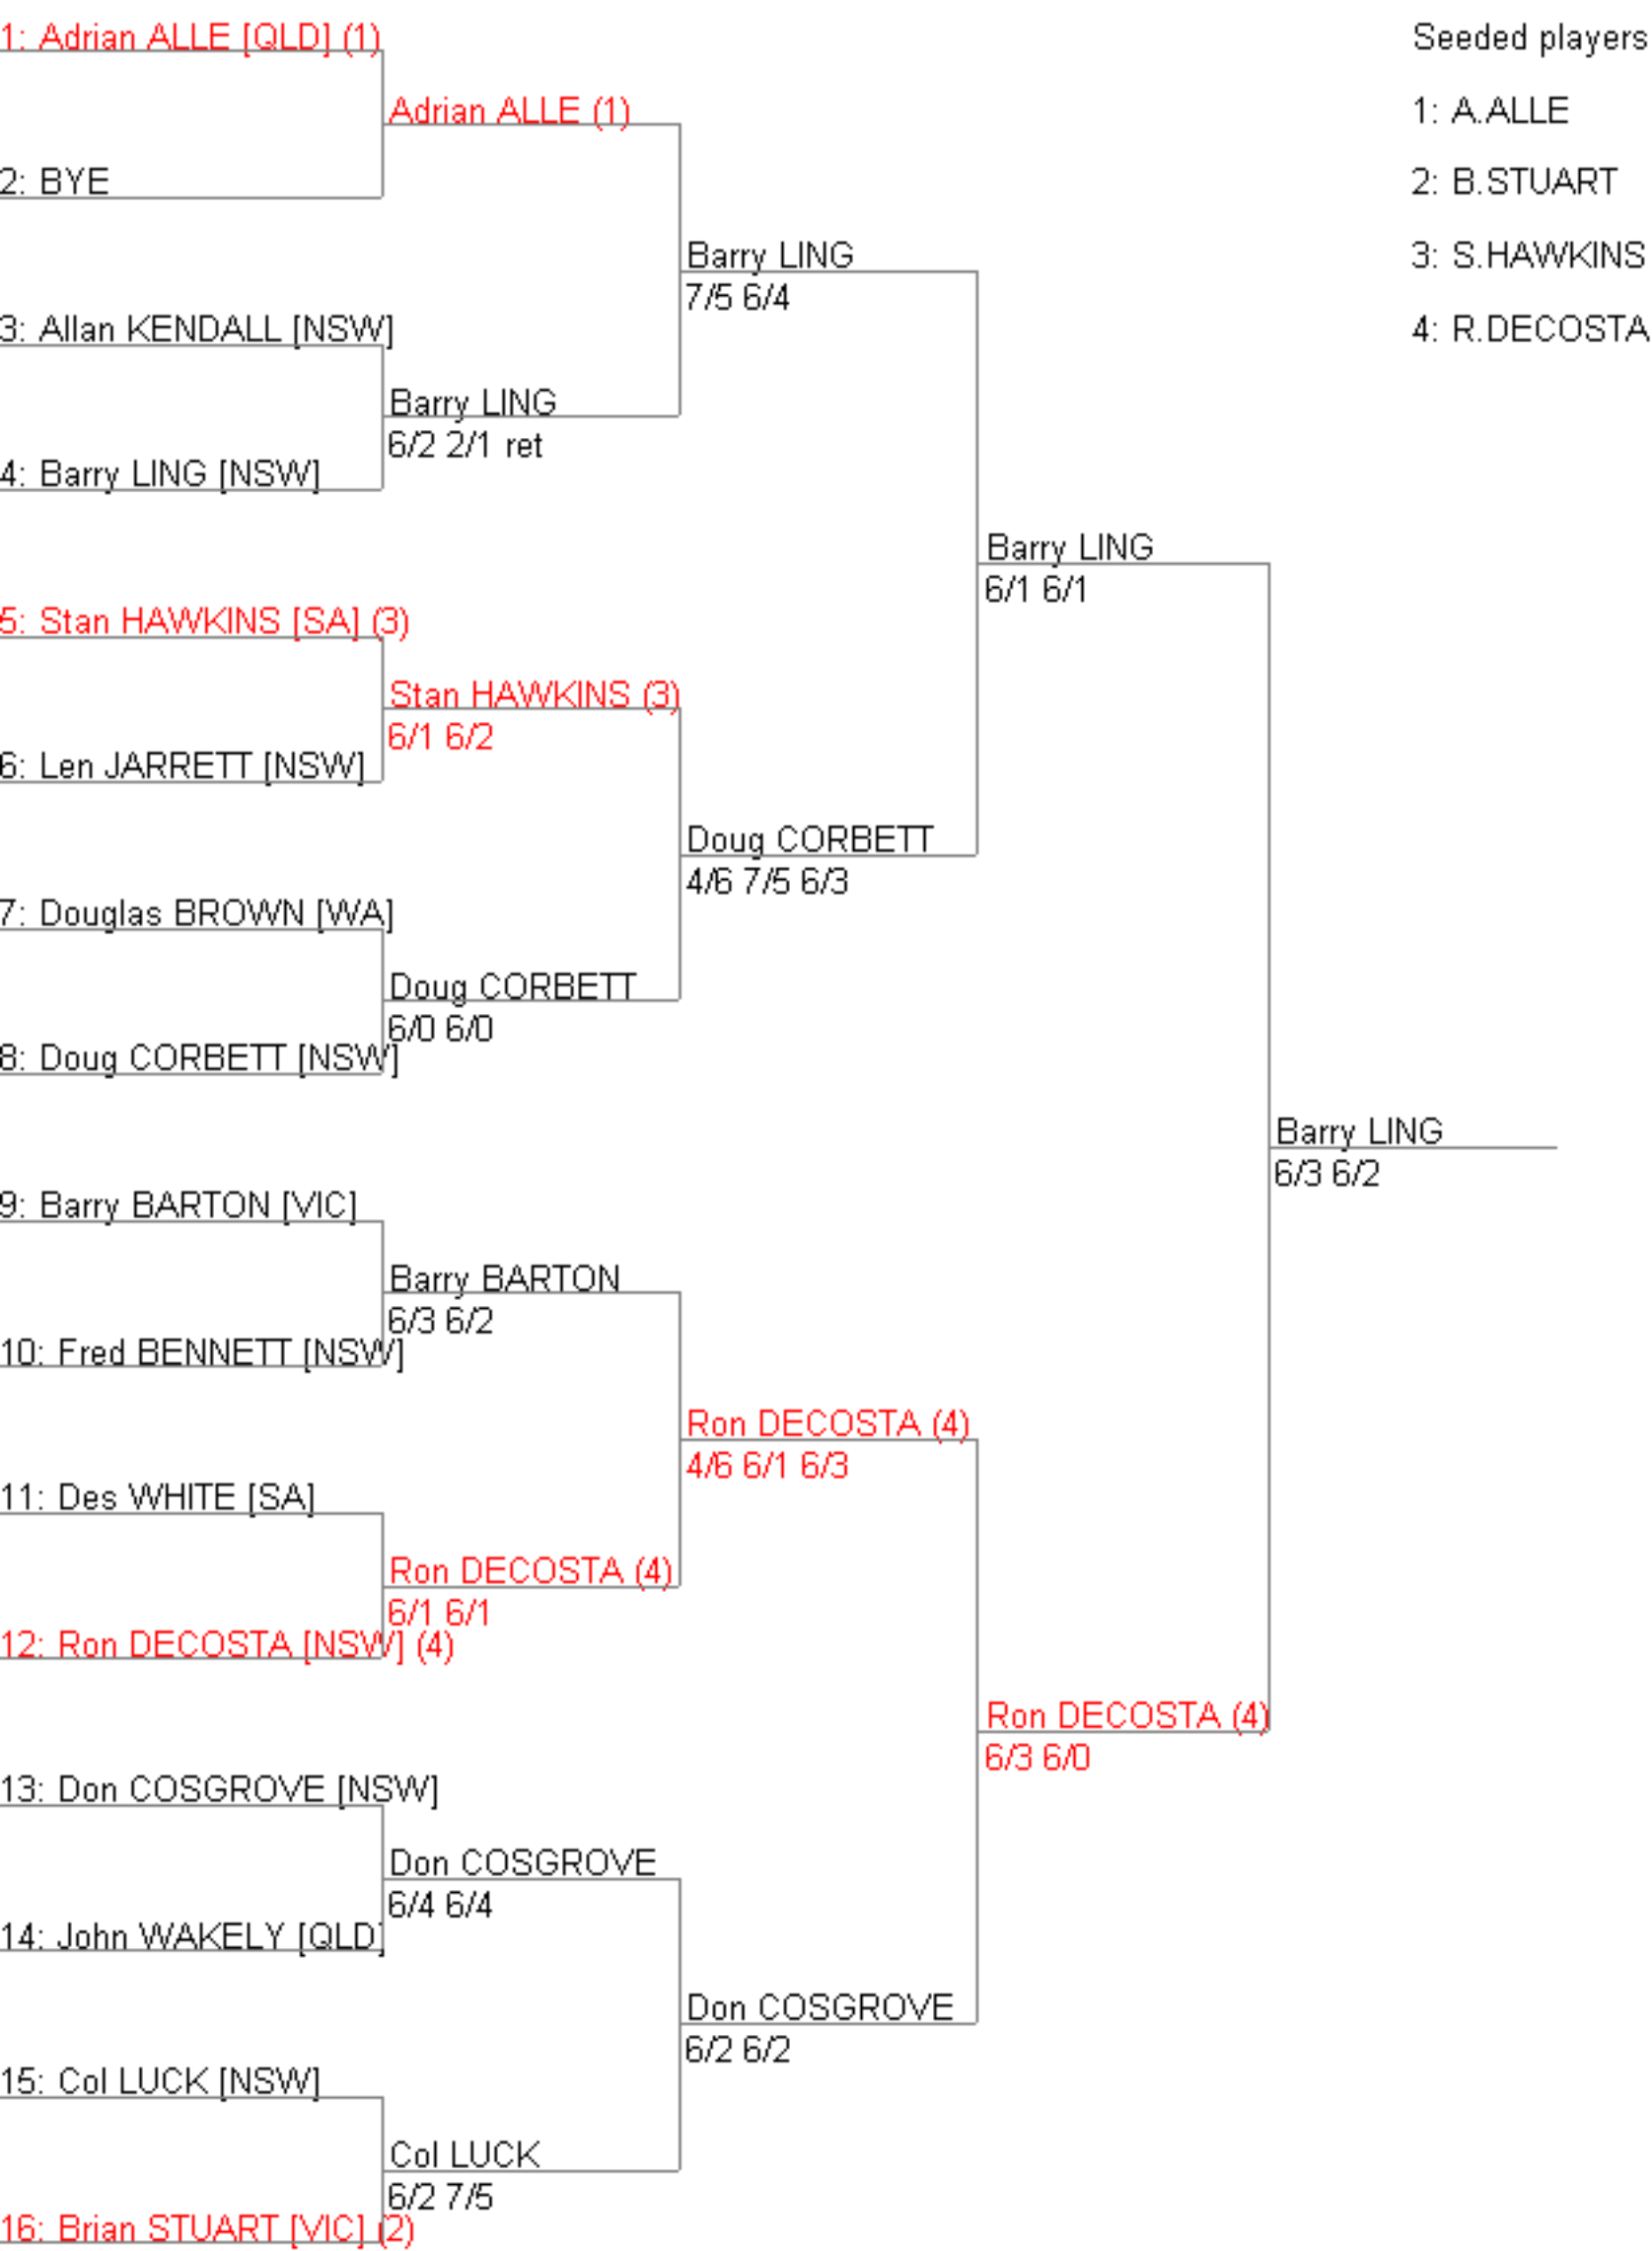 1: Adrian ALLE [QLD] (1)
Seeded players
Adrian ALLE (1)
1: A.ALLE
2: BYE
2: B.STUART
Barry LING
7/5 6/4
3: S.HAWKINS
3: Allan KENDALL [NSW]
4: R.DECOSTA
Barry LING
6/2 2/1 ret
4: Barry LING [NSW]
Barry LING
6/1 6/1
5: Stan HAWKINS [SA] (3)
Stan HAWKINS (3)
6/1 6/2
6: Len JARRETT [NSW]
Doug CORBETT
4/6 7/5 6/3
7: Douglas BROWN [WA]
Doug CORBETT
6/0 6/0
8: Doug CORBETT [NSW]
Barry LING
6/3 6/2
9: Barry BARTON [VIC]
Barry BARTON
6/3 6/2
10: Fred BENNETT [NSW]
Ron DECOSTA (4)
4/6 6/1 6/3
11: Des WHITE [SA]
Ron DECOSTA (4)
6/1 6/1
12: Ron DECOSTA [NSW] (4)
Ron DECOSTA (4)
6/3 6/0
13: Don COSGROVE [NSW]
Don COSGROVE
6/4 6/4
14: John WAKELY [QLD]
Don COSGROVE
6/2 6/2
15: Col LUCK [NSW]
Col LUCK
6/2 7/5
16: Brian STUART [VIC] (2)